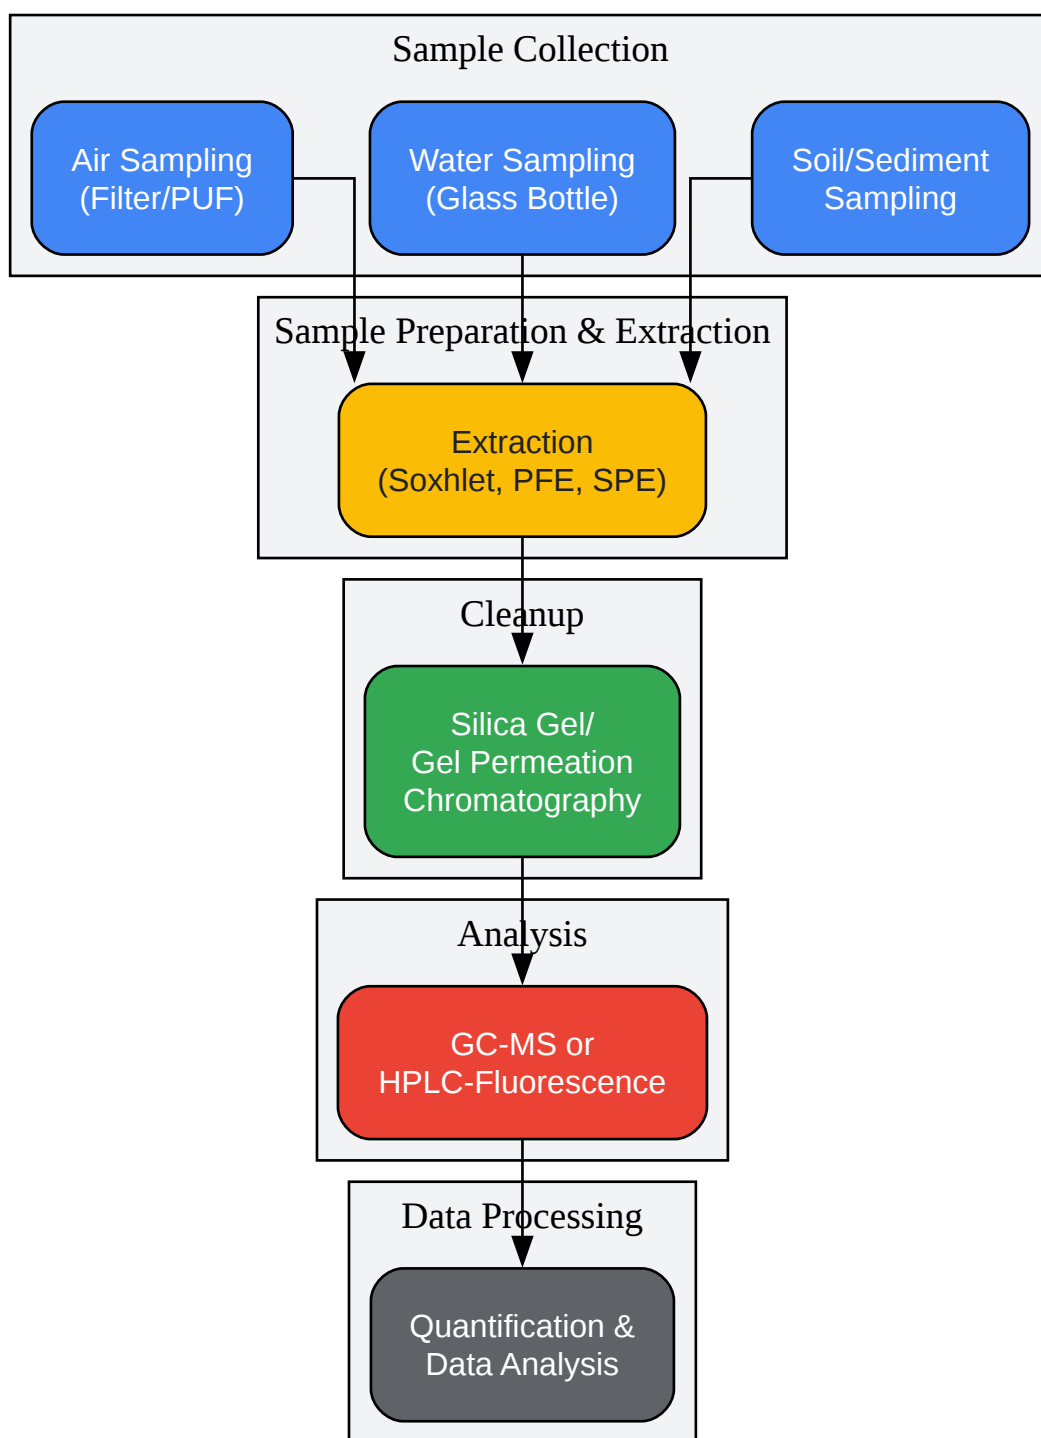 Sample Collection
Air Sampling
(Filter/PUF)
Water Sampling
(Glass Bottle)
Soil/Sediment
Sampling
Sample Preparation & Extraction
Extraction
(Soxhlet, PFE, SPE)
Cleanup
Silica Gel/
Gel Permeation
Chromatography
Analysis
GC-MS or
HPLC-Fluorescence
Data Processing
Quantification &
Data Analysis